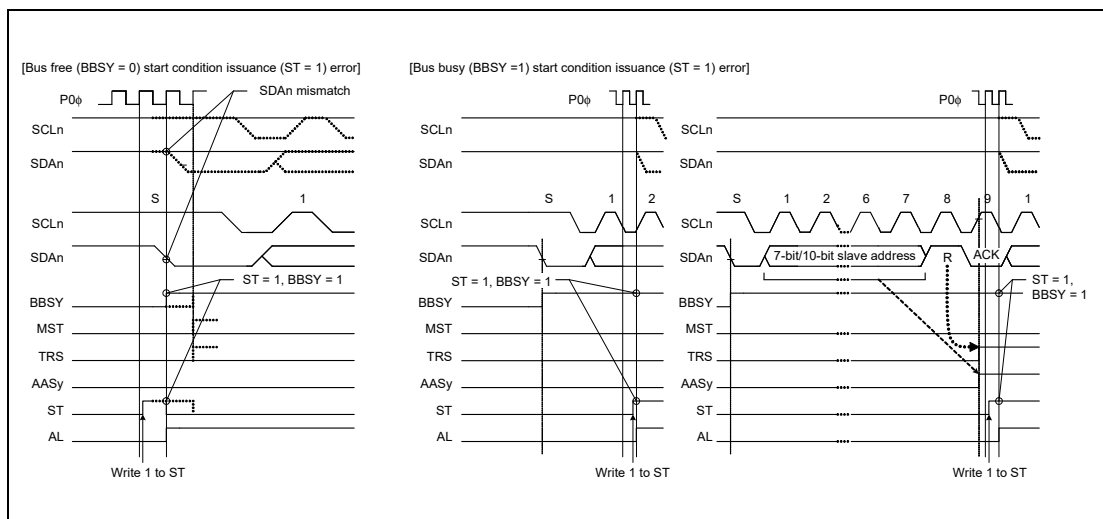 [Bus free (BBSY = 0) start condition issuance (ST = 1) error]
P0ϕ
SDAn mismatch
SCLn
SDAn
S 1
SCLn
SDAn
ST = 1, BBSY = 1
BBSY
MST
TRS
AASy
ST
AL
Write 1 to ST
[Bus busy (BBSY =1) start condition issuance (ST = 1) error]
P0ϕ
SCLn
SDAn
S 1 2
SCLn
SDAn
ST = 1, BBSY = 1
BBSY
MST
TRS
AASy
ST
AL
Write 1 to ST
P0ϕ
SCLn
SDAn
S 1 2 6 7 8 9 1
SCLn
SDAn 7-bit/10-bit slave address R ACK
ST = 1,
BBSY = 1
BBSY
MST
TRS
AASy
ST
AL
Write 1 to ST